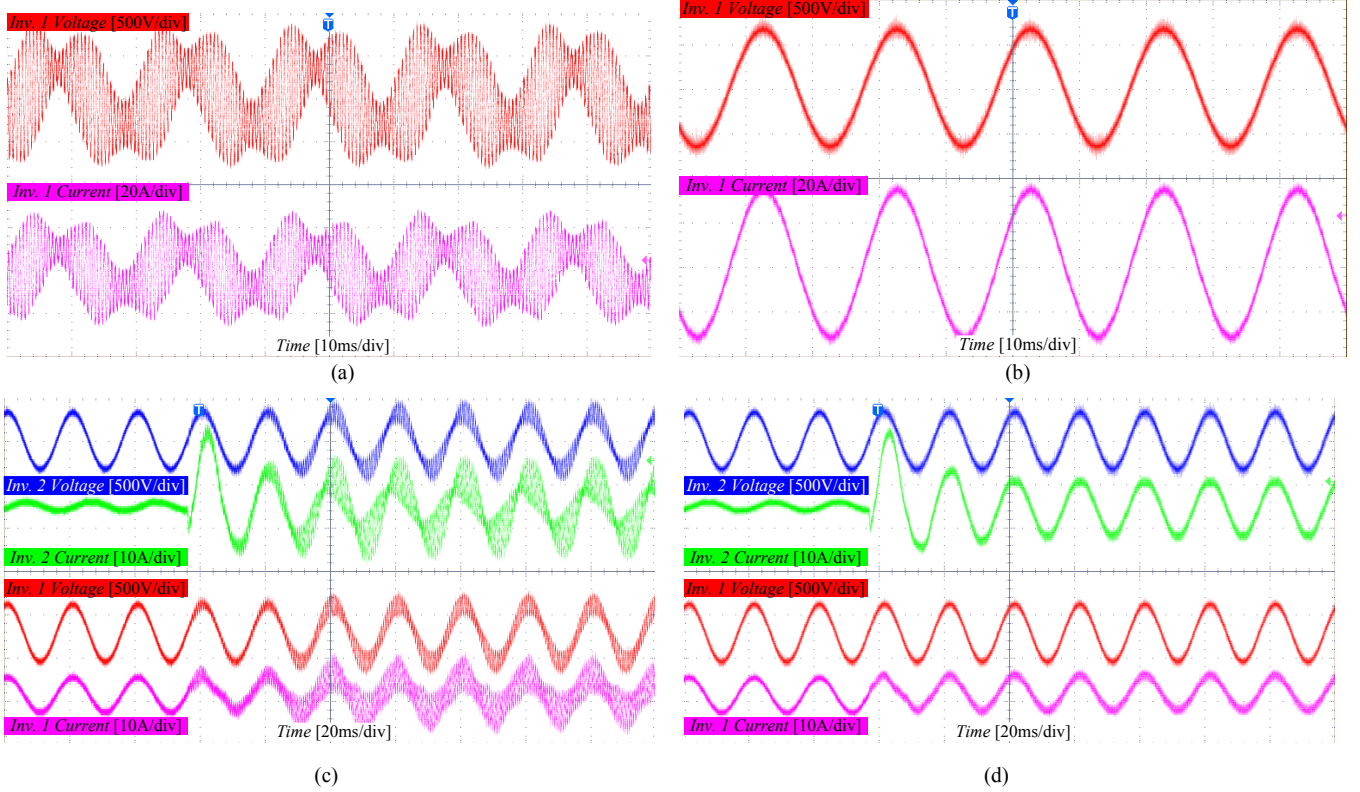 Inv. 1 Voltage [500V/div]
T
Inv. 1 Current [20A/div]
Time [10ms/div]
(a)
Inv. 1 Voltage [500V/div]
T
Inv. 1 Current [20A/div]
Time [10ms/div]
(b)
T
Inv. 2 Voltage [500V/div]
Inv. 2 Current [10A/div]
Inv. 1 Voltage [500V/div]
Inv. 1 Current [10A/div]
Time [20ms/div]
(c)
T
Inv. 2 Voltage [500V/div]
Inv. 2 Current [10A/div]
Inv. 1 Voltage [500V/div]
Inv. 1 Current [10A/div]
Time [20ms/div]
(d)